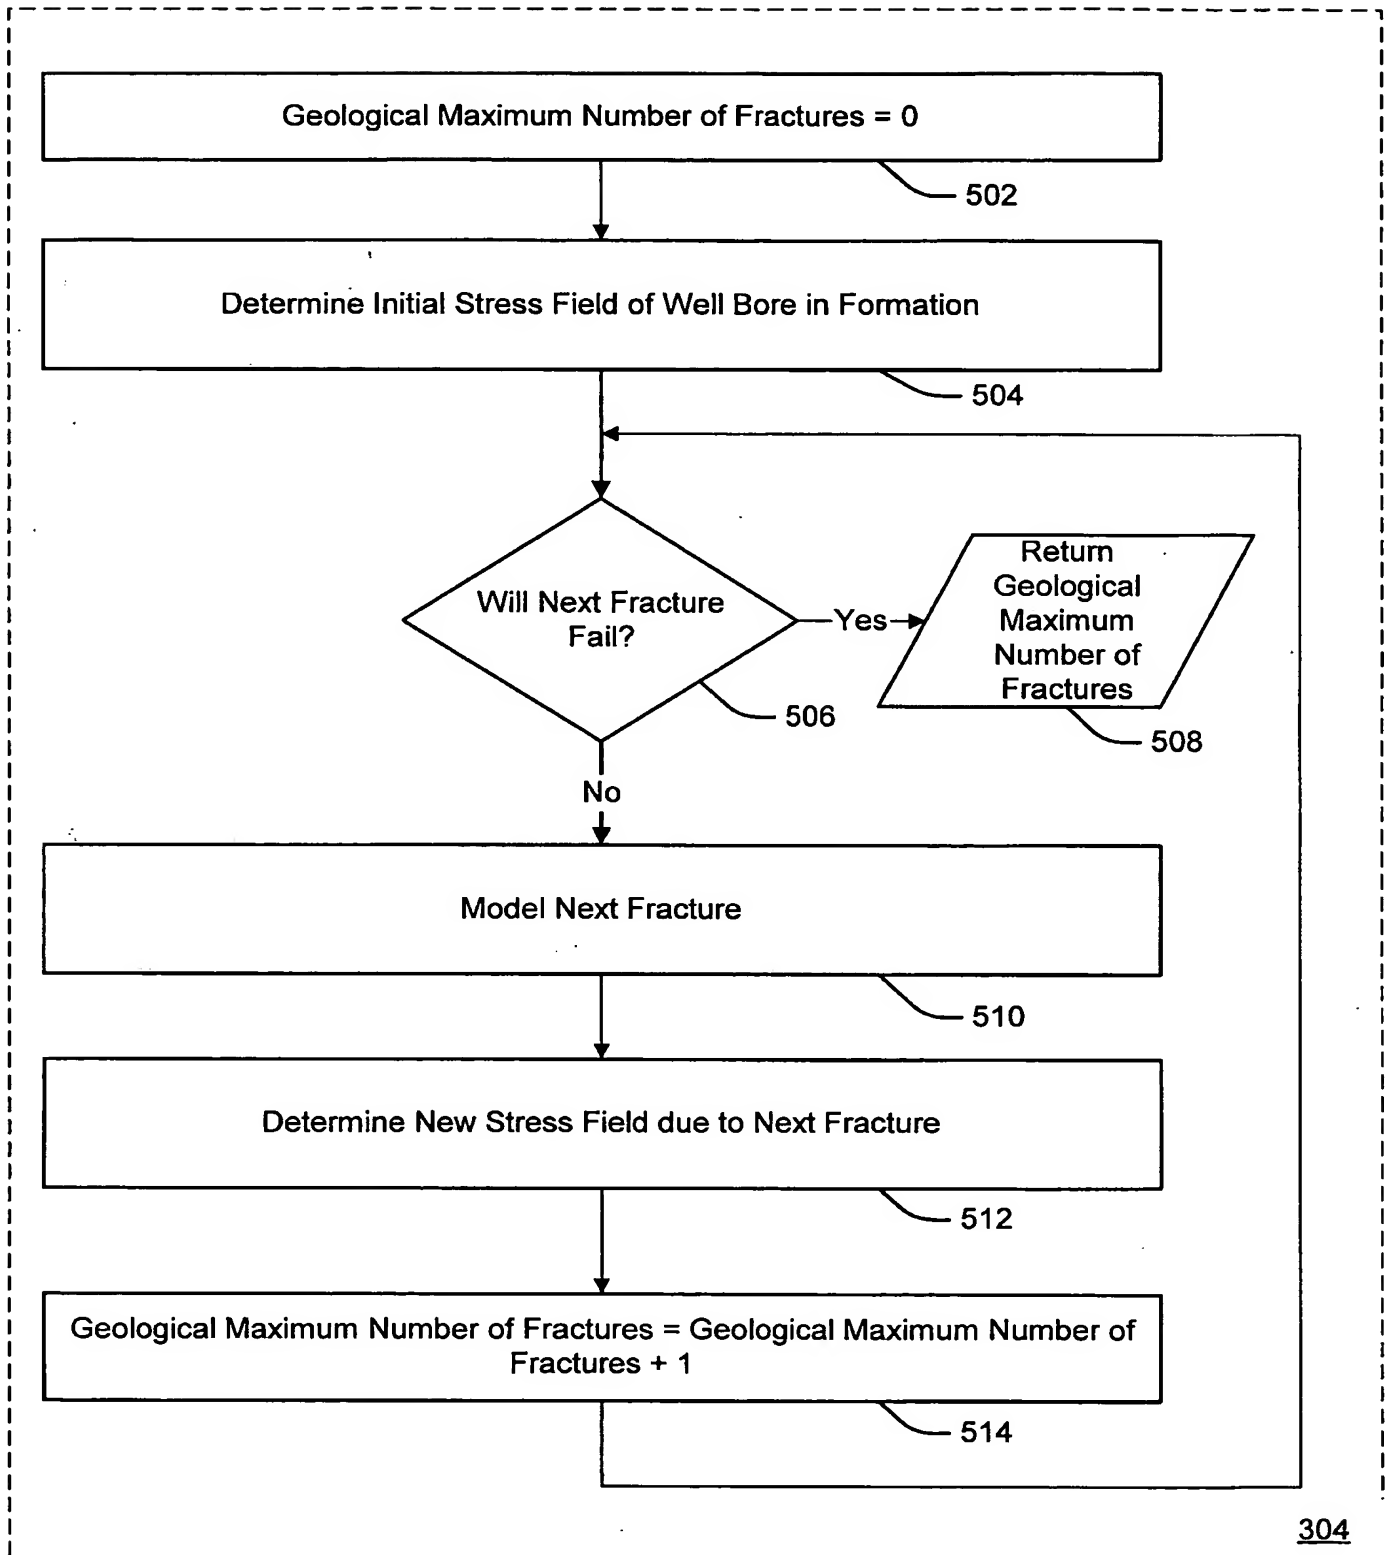 Geological Maximum Number of Fractures = 0
502
Determine Initial Stress Field of Well Bore in Formation
504
Will Next Fracture
Fail?
506
Yes
Return
Geological
Maximum
Number of
Fractures
508
No
Model Next Fracture
510
Determine New Stress Field due to Next Fracture
512
Geological Maximum Number of Fractures = Geological Maximum Number of
Fractures + 1
514
304